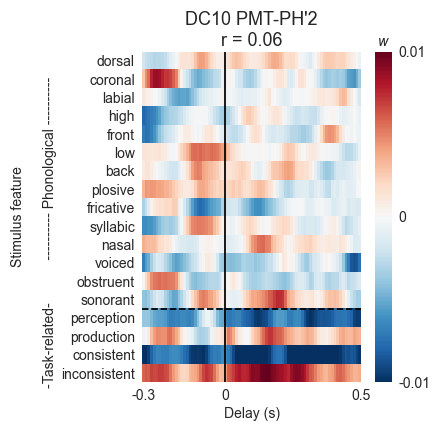 DC10 PMT-PH'2
r = 0.06
w
Stimulus feature
---------- Phonological ----------
-Task-related-
dorsal
coronal
labial
high
front
low
back
plosive
fricative
syllabic
nasal
voiced
obstruent
sonorant
perception
production
consistent
inconsistent
0.01
0
-0.01
-0.3
0
0.5
Delay (s)